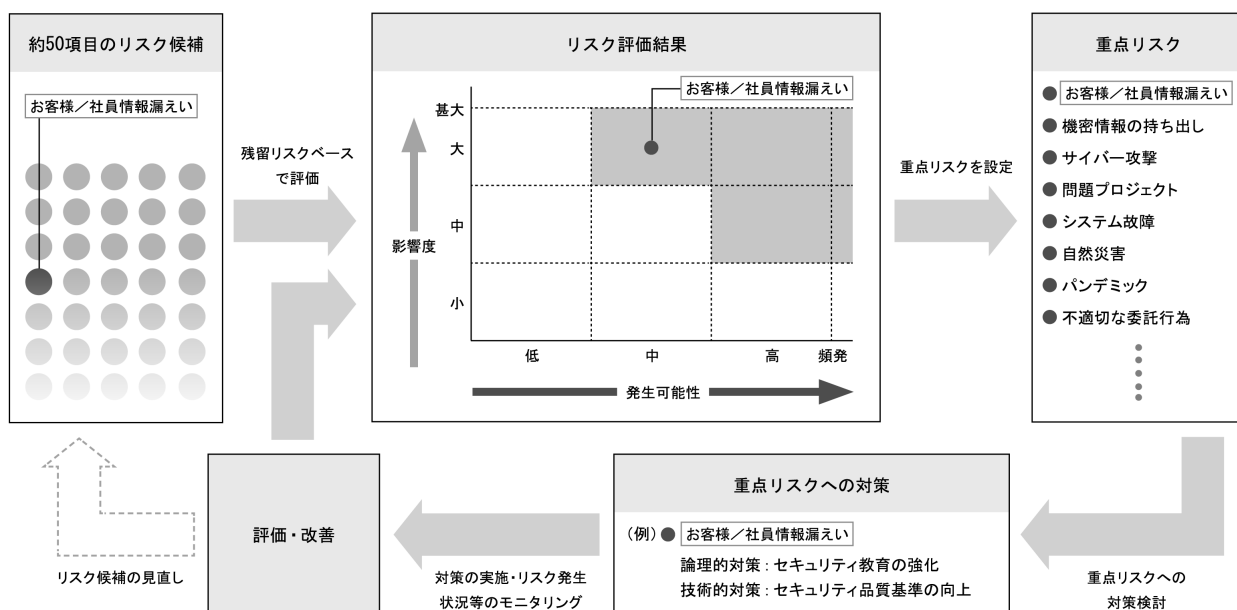 約50項目のリスク候補
お客様／社員情報漏えい
残留リスクベース
で評価
リスク評価結果
お客様／社員情報漏えい
甚大
大
中
小
影響度
低
中
高
頻発
発生可能性
重点リスクを設定
重点リスク
お客様／社員情報漏えい
機密情報の持ち出し
サイバー攻撃
問題プロジェクト
システム故障
自然災害
パンデミック
不適切な委託行為
重点リスクへの
対策検討
重点リスクへの対策
（例）● お客様／社員情報漏えい
論理的対策：セキュリティ教育の強化
技術的対策：セキュリティ品質基準の向上
対策の実施・リスク発生
状況等のモニタリング
評価・改善
リスク候補の見直し